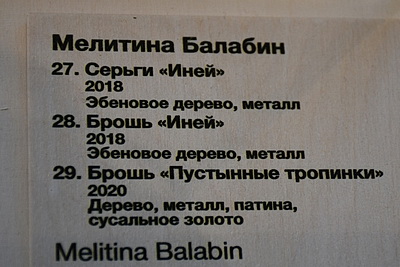 Мелитина Балабин
27. Серьги «Иней»
2018
Эбеновое дерево, металл
28. Брошь «Иней»
2018
Эбеновое дерево, металл
29. Брошь «Пустынные тропинки»
2020
Дерево, металл, патина,
сусальное золото
Melitina Balabin